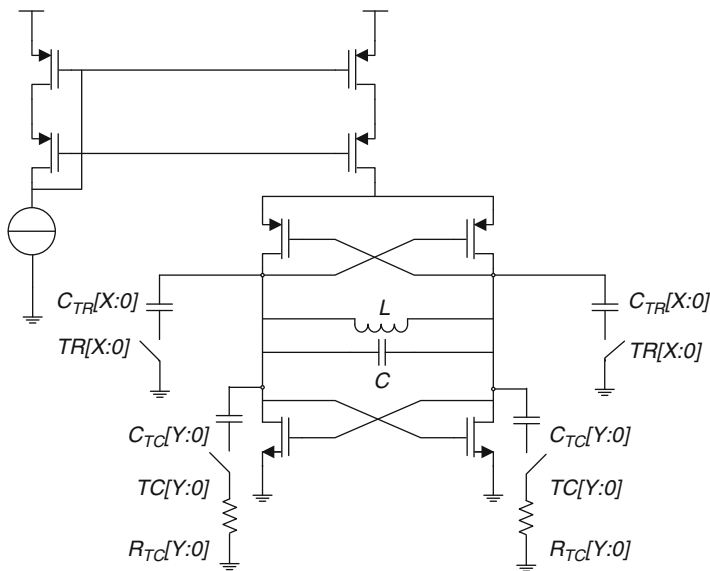 C_TR[X:0]
TR[X:0]
L
C
C_TR[X:0]
TR[X:0]
C_TC[Y:0]
TC[Y:0]
R_TC[Y:0]
C_TC[Y:0]
TC[Y:0]
R_TC[Y:0]